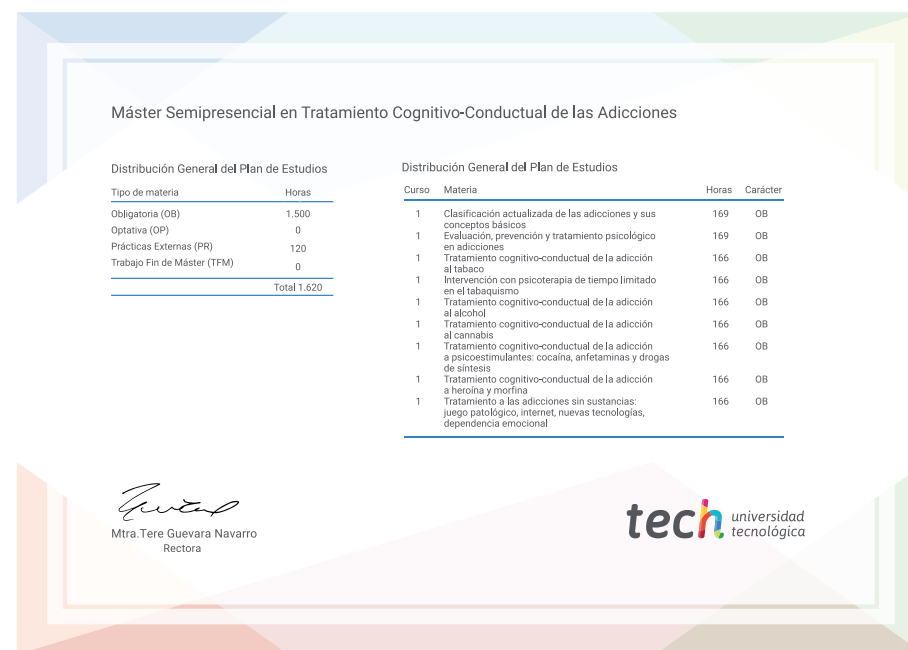 Máster Semipresencial en Tratamiento Cognitivo-Conductual de las Adicciones
Distribución General del Plan de Estudios
Tipo de materia Horas
Obligatoria (OB) 1.500
Optativa (OP) 0
Prácticas Externas (PR) 120
Trabajo Fin de Máster (TFM) 0
Total 1.620
Distribución General del Plan de Estudios
Curso Materia Horas Carácter
1 Clasificación actualizada de las adicciones y sus 169 OB
conceptos básicos
1 Evaluación, prevención y tratamiento psicológico 169 OB
en adicciones
1 Tratamiento cognitivo-conductual de la adicción 166 OB
al tabaco
1 Intervención con psicoterapia de tiempo limitado 166 OB
en el tabaquismo
1 Tratamiento cognitivo-conductual de la adicción 166 OB
al alcohol
1 Tratamiento cognitivo-conductual de la adicción 166 OB
al cannabis
1 Tratamiento cognitivo-conductual de la adicción 166 OB
a psicoestimulantes: cocaína, anfetaminas y drogas
de síntesis
1 Tratamiento cognitivo-conductual de la adicción 166 OB
a heroína y morfina
1 Tratamiento a las adicciones sin sustancias: 166 OB
juego patológico, internet, nuevas tecnologías,
dependencia emocional
Mtra.Tere Guevara Navarro
Rectora
tech universidad
tecnológica